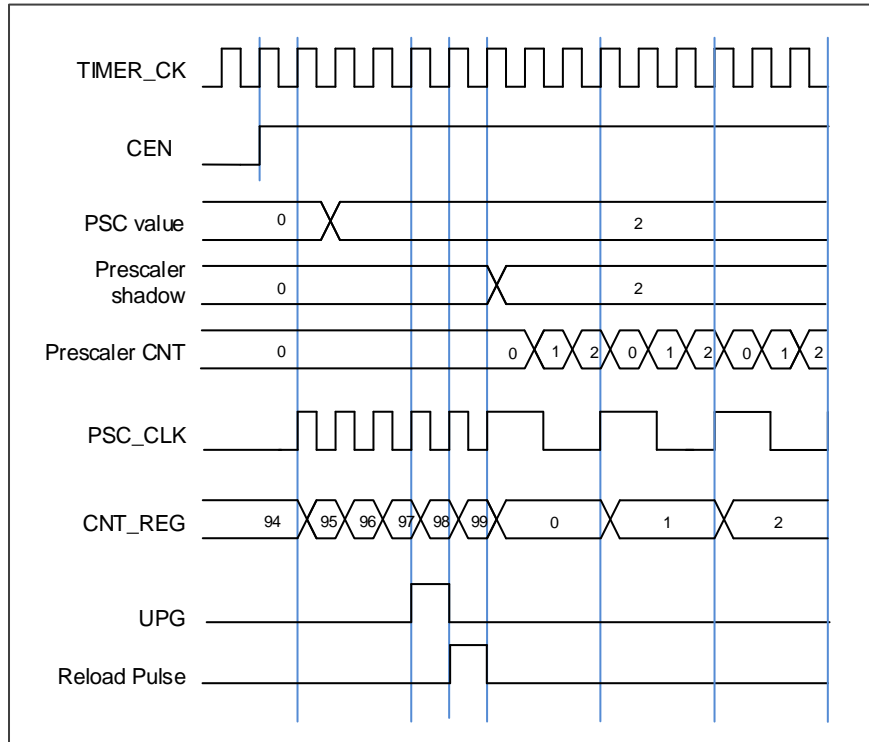 TIMER_CK
CEN
PSC value 0 2
Prescaler
shadow 0 2
Prescaler CNT 0 0 1 2 0 1 2 0 1 2
PSC_CLK
CNT_REG 94 95 96 97 98 99 0 1 2
UPG
Reload Pulse